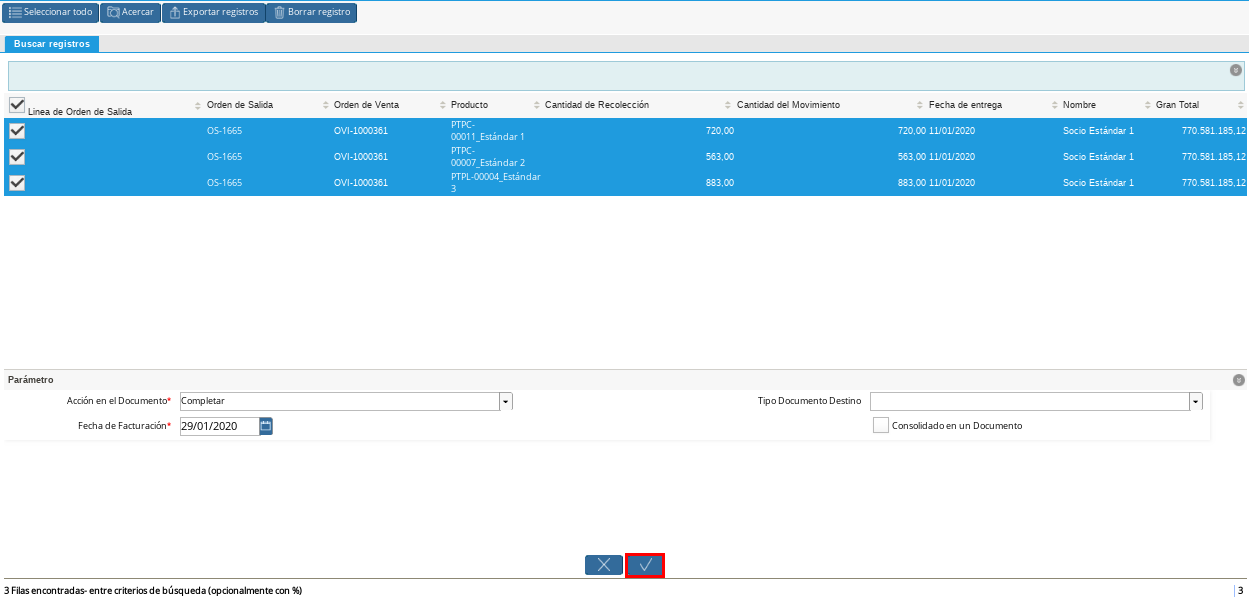 Seleccionar todo Acercar Exportar registros Borrar registro
Buscar registros
Linea de Orden de Salida Orden de Salida Orden de Venta Producto Cantidad de Recolección Cantidad del Movimiento Fecha de entrega Nombre Gran Total
OS-1665 OVI-1000361 PTPC-00011_Estándar 1 720,00 720,00 11/01/2020 Socio Estándar 1 770.581.185,12
OS-1665 OVI-1000361 PTPC-00007_Estándar 2 563,00 563,00 11/01/2020 Socio Estándar 1 770.581.185,12
OS-1665 OVI-1000361 PTPL-00004_Estándar 3 883,00 883,00 11/01/2020 Socio Estándar 1 770.581.185,12
Parámetro
Acción en el Documento* Completar Tipo Documento Destino
Fecha de Facturación* 29/01/2020 Consolidado en un Documento
3 Filas encontradas- entre criterios de búsqueda (opcionalmente con %) 3